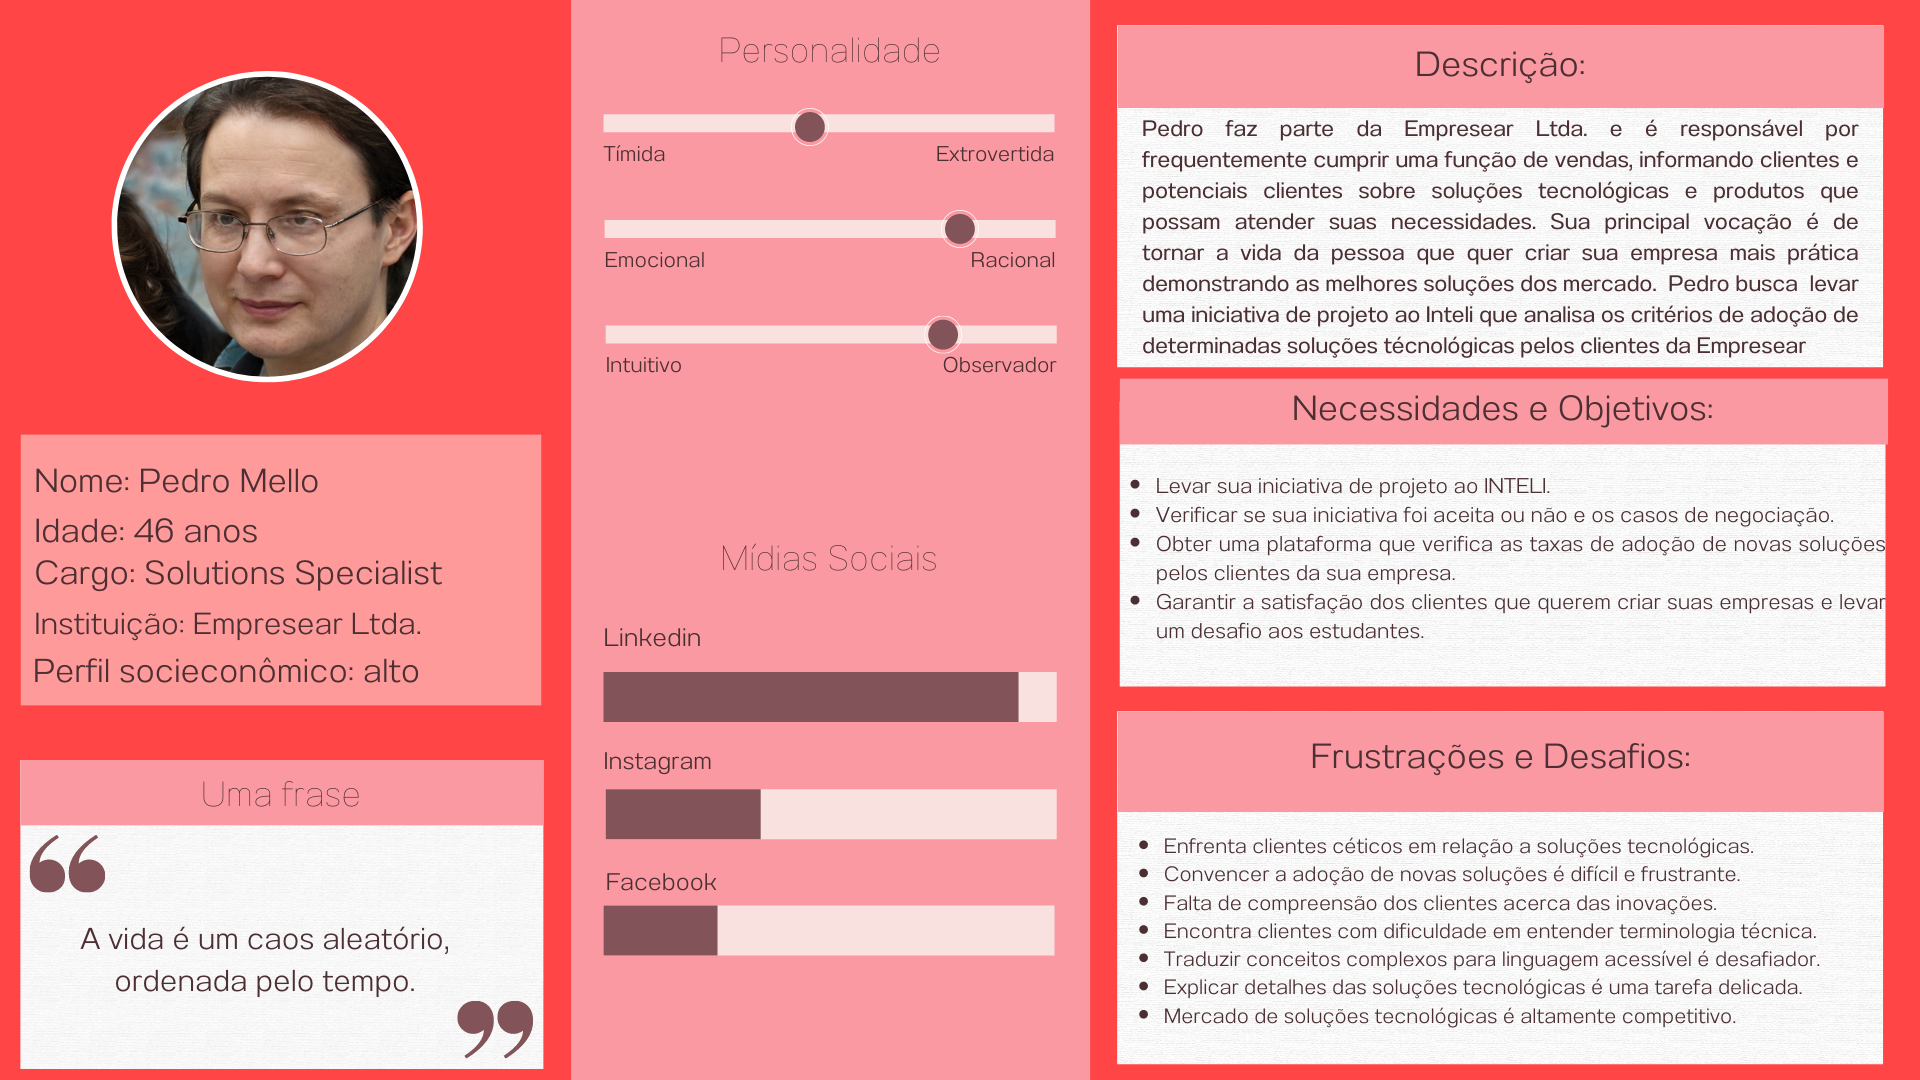 Nome: Pedro Mello
Idade: 46 anos
Cargo: Solutions Specialist
Instituição: Empresear Ltda.
Perfil socieconômico: alto
Uma frase
“
A vida é um caos aleatório,
ordenada pelo tempo.
”
Personalidade
Tímida Extrovertida
Emocional Racional
Intuitivo Observador
Mídias Sociais
Linkedin
Instagram
Facebook
Descrição:
Pedro faz parte da Empresear Ltda. e é responsável por
frequentemente cumprir uma função de vendas, informando clientes e
potenciais clientes sobre soluções tecnológicas e produtos que
possam atender suas necessidades. Sua principal vocação é de
tornar a vida da pessoa que quer criar sua empresa mais prática
demonstrando as melhores soluções dos mercado. Pedro busca levar
uma iniciativa de projeto ao Inteli que analisa os critérios de adoção de
determinadas soluções técnológicas pelos clientes da Empresear
Necessidades e Objetivos:
• Levar sua iniciativa de projeto ao INTELI.
• Verificar se sua iniciativa foi aceita ou não e os casos de negociação.
• Obter uma plataforma que verifica as taxas de adoção de novas soluções
pelos clientes da sua empresa.
• Garantir a satisfação dos clientes que querem criar suas empresas e levar
um desafio aos estudantes.
Frustrações e Desafios:
• Enfrenta clientes céticos em relação a soluções tecnológicas.
• Convencer a adoção de novas soluções é difícil e frustrante.
• Falta de compreensão dos clientes acerca das inovações.
• Encontra clientes com dificuldade em entender terminologia técnica.
• Traduzir conceitos complexos para linguagem acessível é desafiador.
• Explicar detalhes das soluções tecnológicas é uma tarefa delicada.
• Mercado de soluções tecnológicas é altamente competitivo.